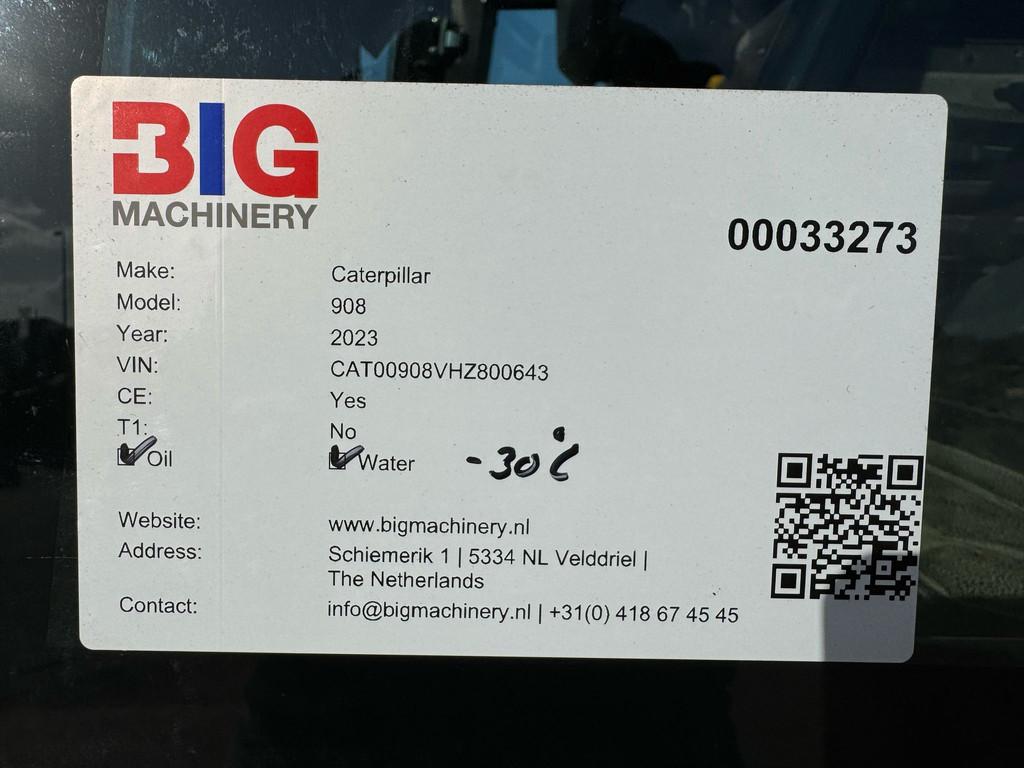 BIG
MACHINERY
00033273
Make: Caterpillar
Model: 908
Year: 2023
VIN: CAT00908VHZ800643
CE: Yes
T1: No
Oil Water -30°C
Website: www.bigmachinery.nl
Address: Schiemerik 1 | 5334 NL Velddriel |
The Netherlands
Contact: info@bigmachinery.nl | +31(0) 418 67 45 45